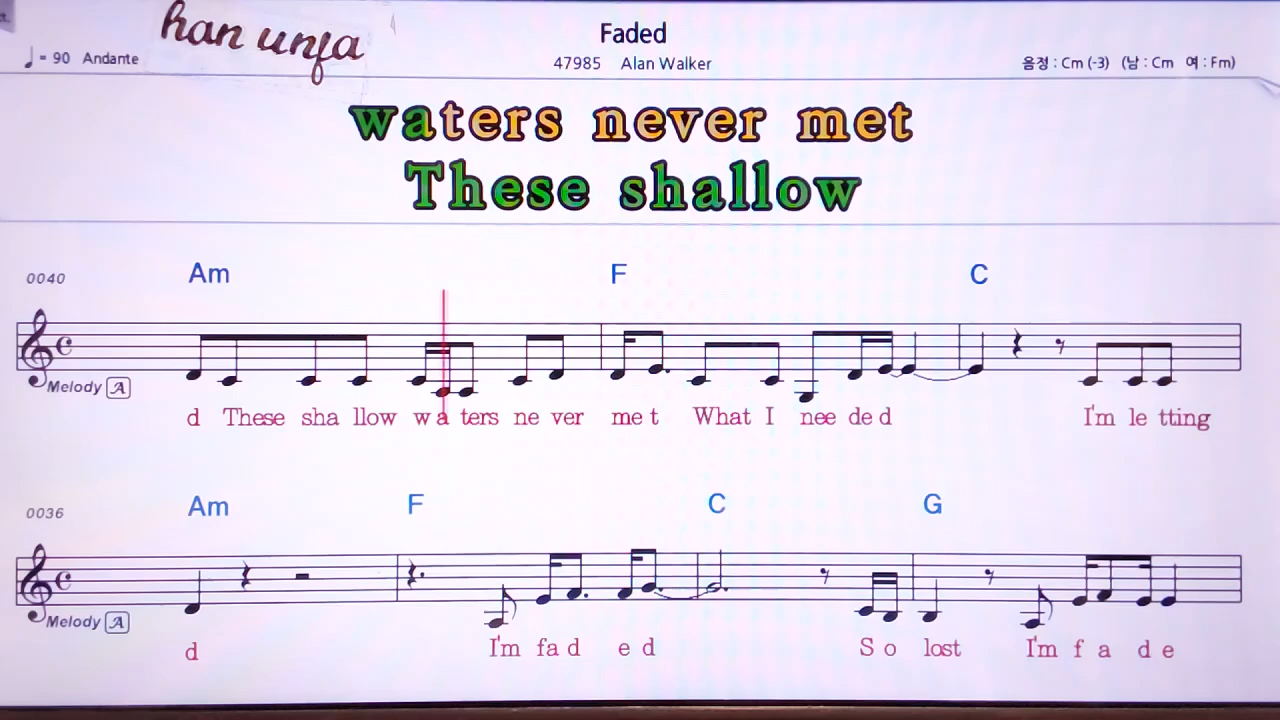 t.
han unja
Faded
♩ = 90 Andante
47985 Alan Walker
음정 : Cm (-3) (남 : Cm 여 : Fm)
waters never met
These shallow
0040
Am F C
Melody A
d These sha llow wa ters ne ver me t What I nee de d I'm le tting
0036
Am F C G
Melody A
d I'm fa d e d S o lost I'm f a d e